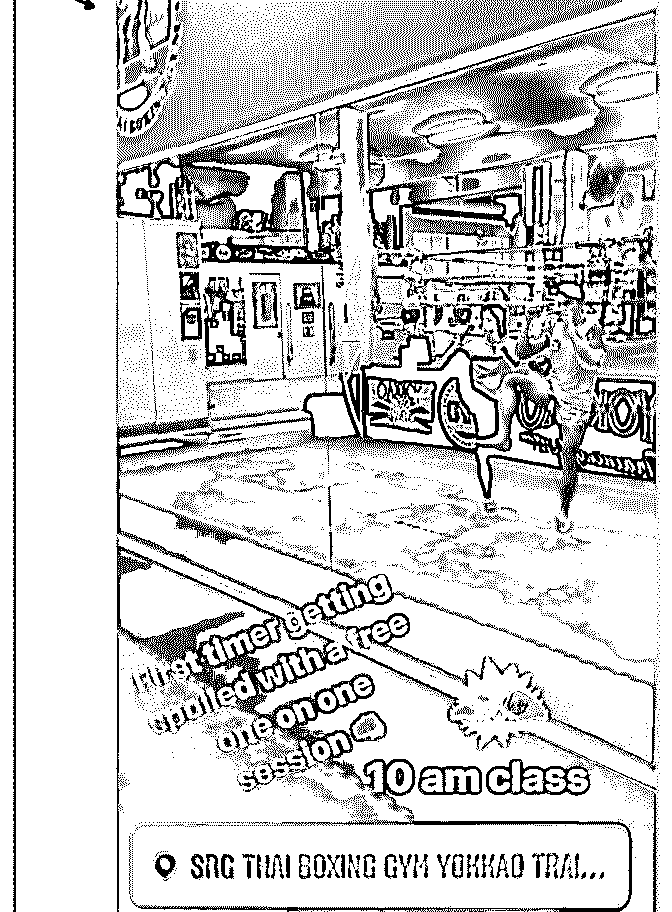 First timer getting
spoiled with a free
one on one
session
10 am class
SRG THAI BOXING GYM YOKKAO TRAI...